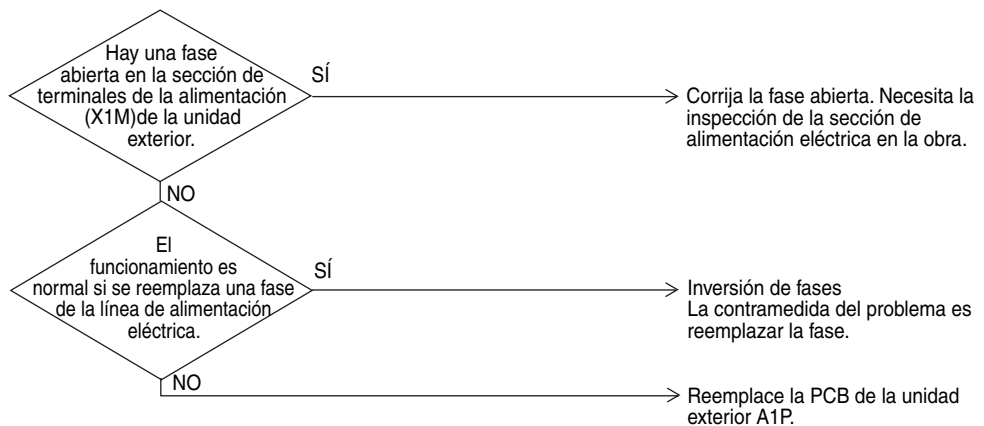 Hay una fase
abierta en la sección de
terminales de la alimentación
(X1M)de la unidad
exterior.
SÍ
Corrija la fase abierta. Necesita la
inspección de la sección de
alimentación eléctrica en la obra.
NO
El
funcionamiento es
normal si se reemplaza una fase
de la línea de alimentación
eléctrica.
SÍ
Inversión de fases
La contramedida del problema es
reemplazar la fase.
NO
Reemplace la PCB de la unidad
exterior A1P.